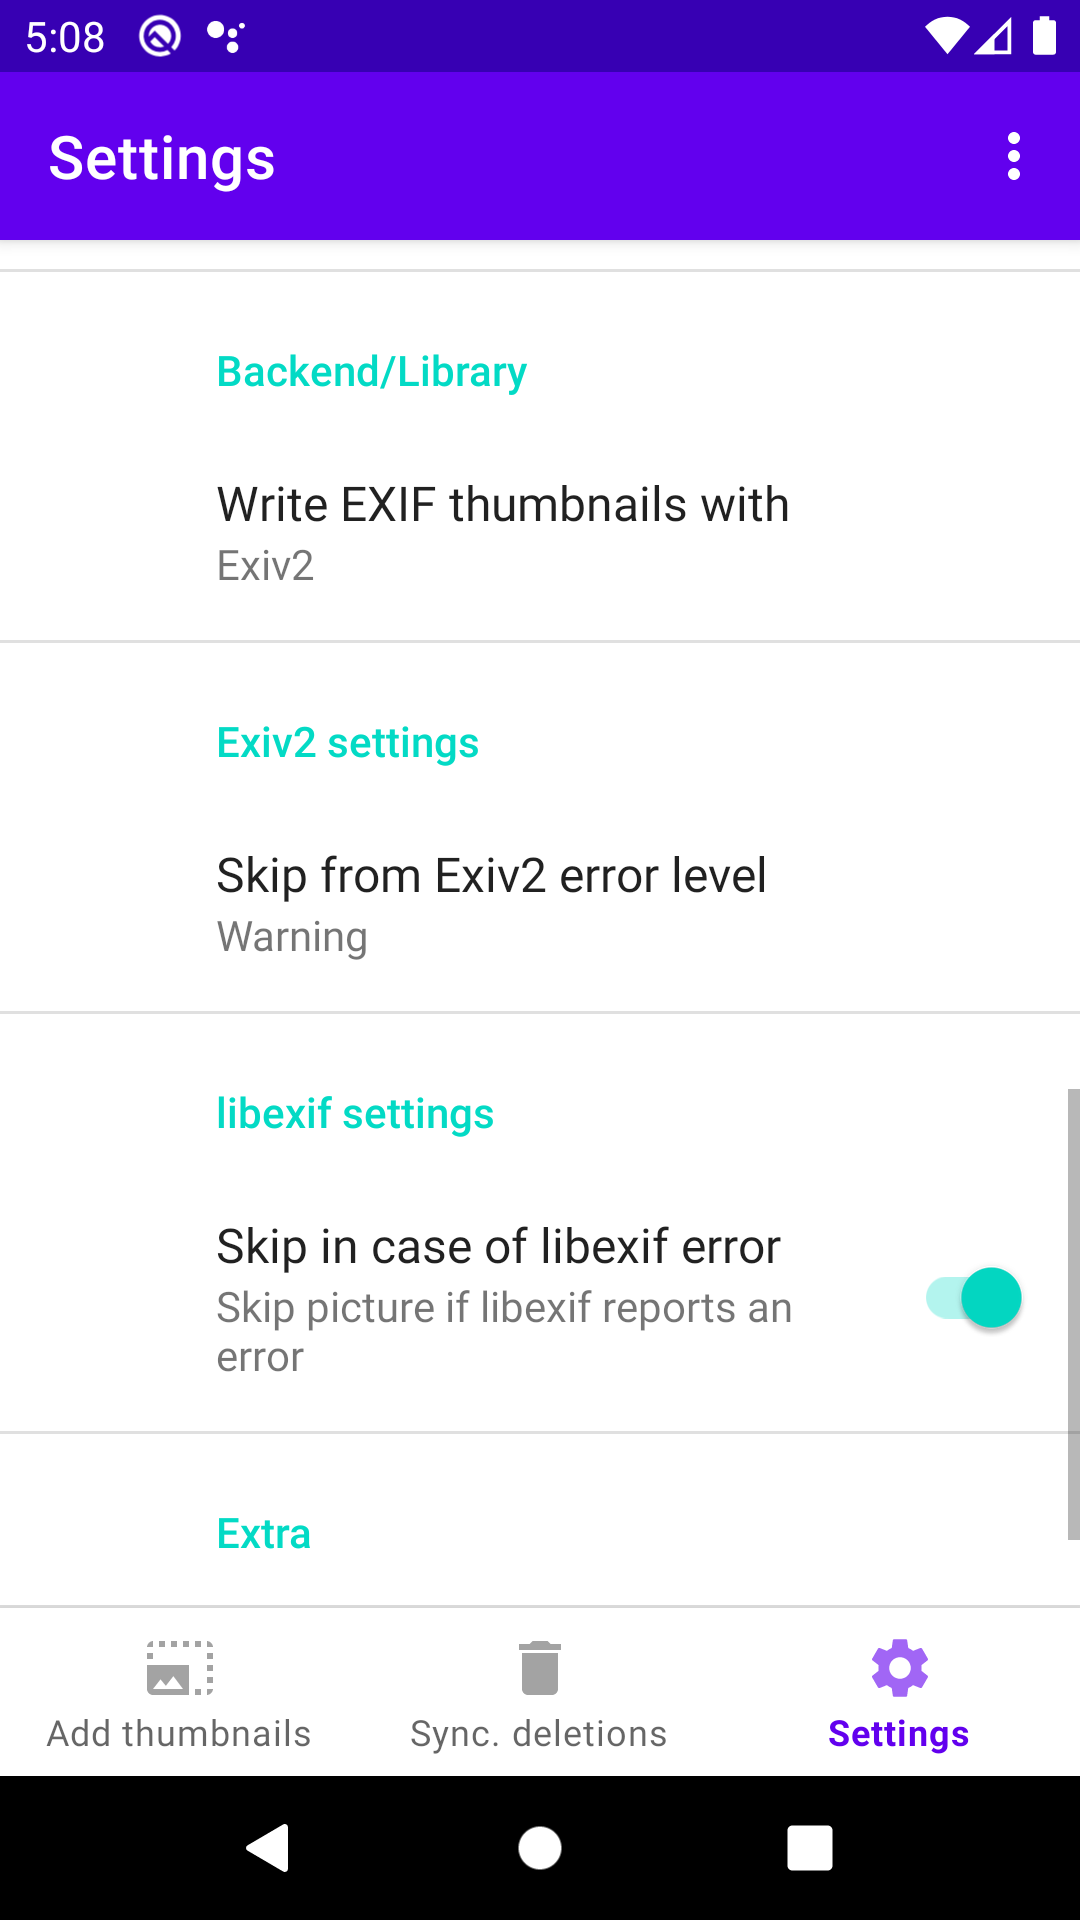 5:08
Settings
Backend/Library
Write EXIF thumbnails with
Exiv2
Exiv2 settings
Skip from Exiv2 error level
Warning
libexif settings
Skip in case of libexif error
Skip picture if libexif reports an
error
Extra
Add thumbnails
Sync. deletions
Settings